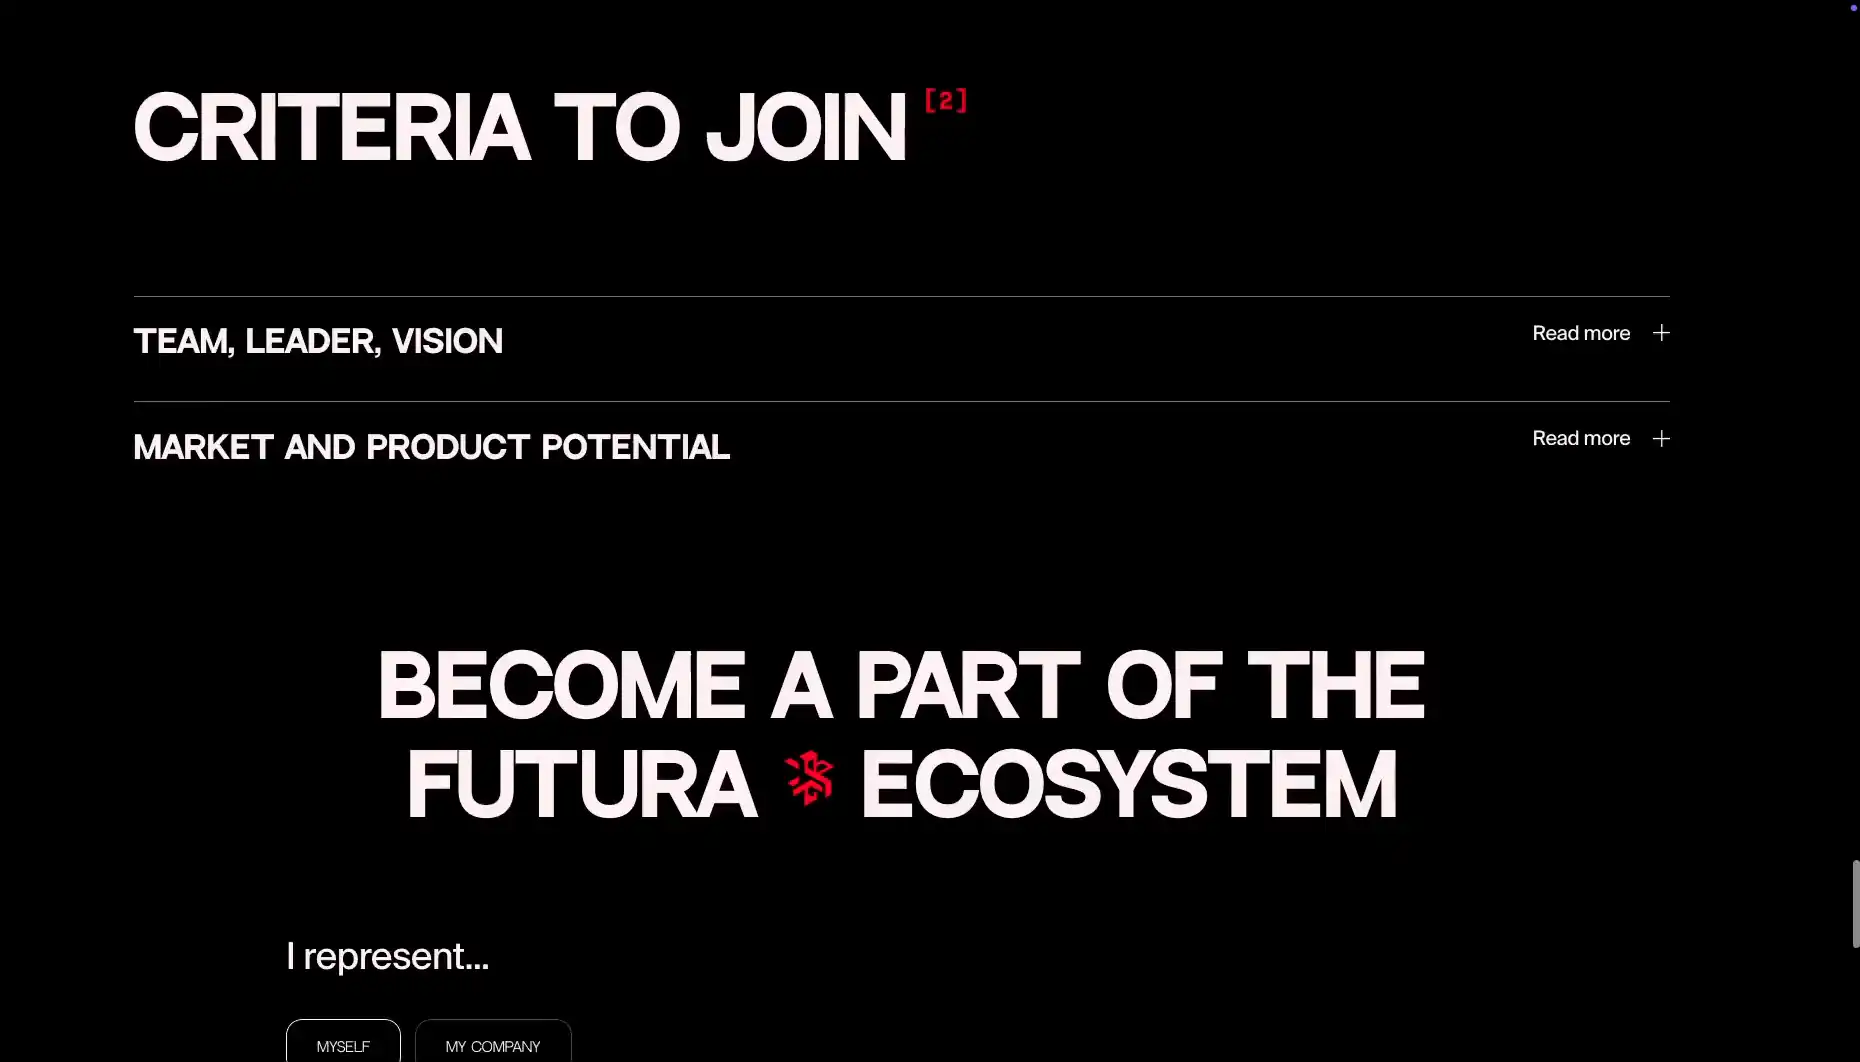 CRITERIA TO JOIN [2]
TEAM, LEADER, VISION
Read more
MARKET AND PRODUCT POTENTIAL
Read more
BECOME A PART OF THE
FUTURA ECOSYSTEM
I represent...
MYSELF
MY COMPANY